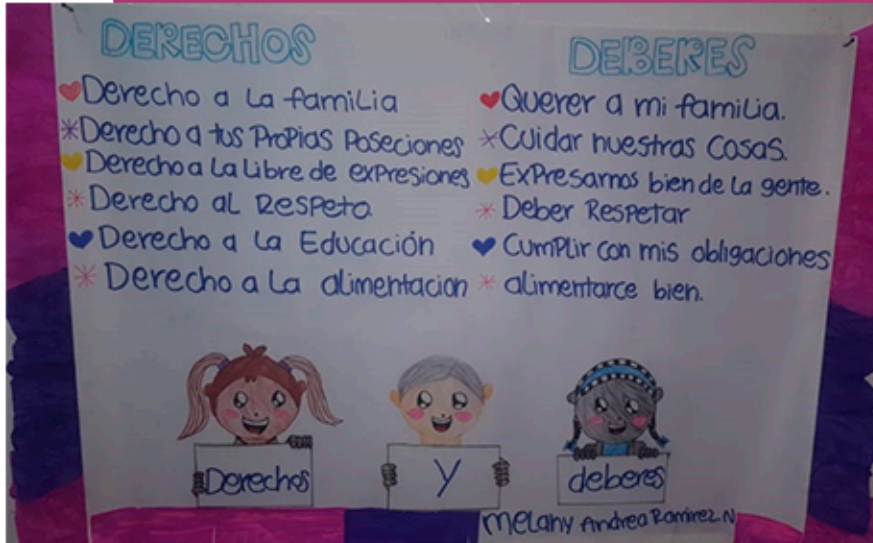 DERECHOS
Derecho a la familia
Derecho a tus Propias Poseciones
Derecho a la libre de expresiones
Derecho al Respeto
Derecho a la Educación
Derecho a la alimentacion
DEBERES
Querer a mi familia.
Cuidar nuestras Cosas.
Expresarnos bien de la gente.
Deber Respetar
Cumplir con mis obligaciones
alimentarce bien.
Derechos
y
deberes
Melany Andrea Ramirez.N